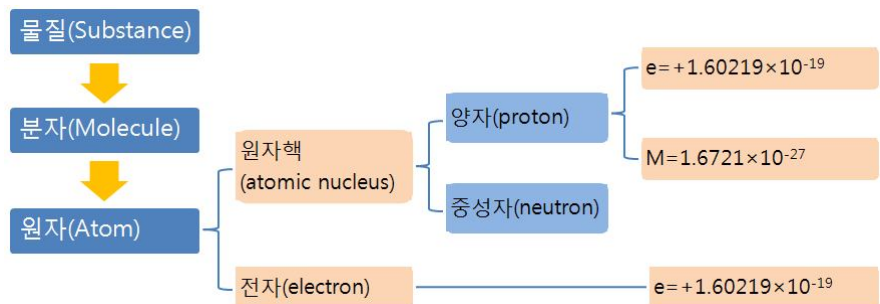 물질(Substance)
분자(Molecule)
원자(Atom)
원자핵
(atomic nucleus)
양자(proton)
e=+1.60219×10⁻¹⁹
M=1.6721×10⁻²⁷
중성자(neutron)
전자(electron)
e=+1.60219×10⁻¹⁹